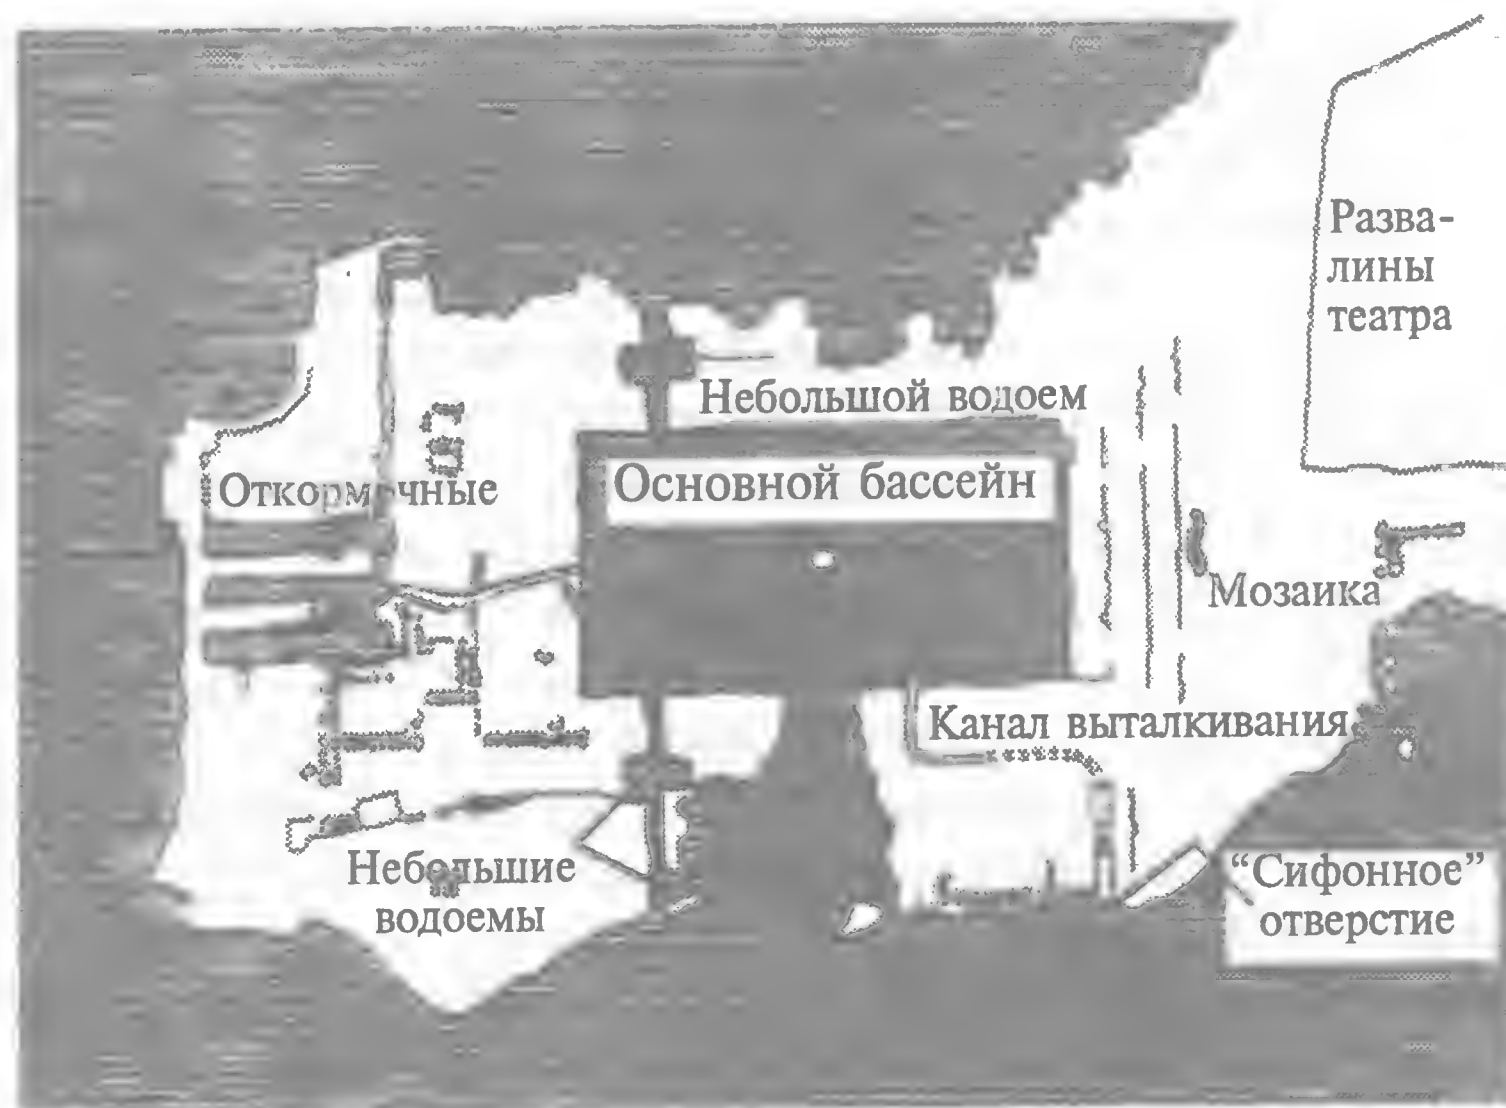 Разва-
лины
театра
Небольшой водоем
Откормочные
Основной бассейн
Мозаика
Канал выталкивания
Небольшие
водоемы
“Сифонное”
отверстие